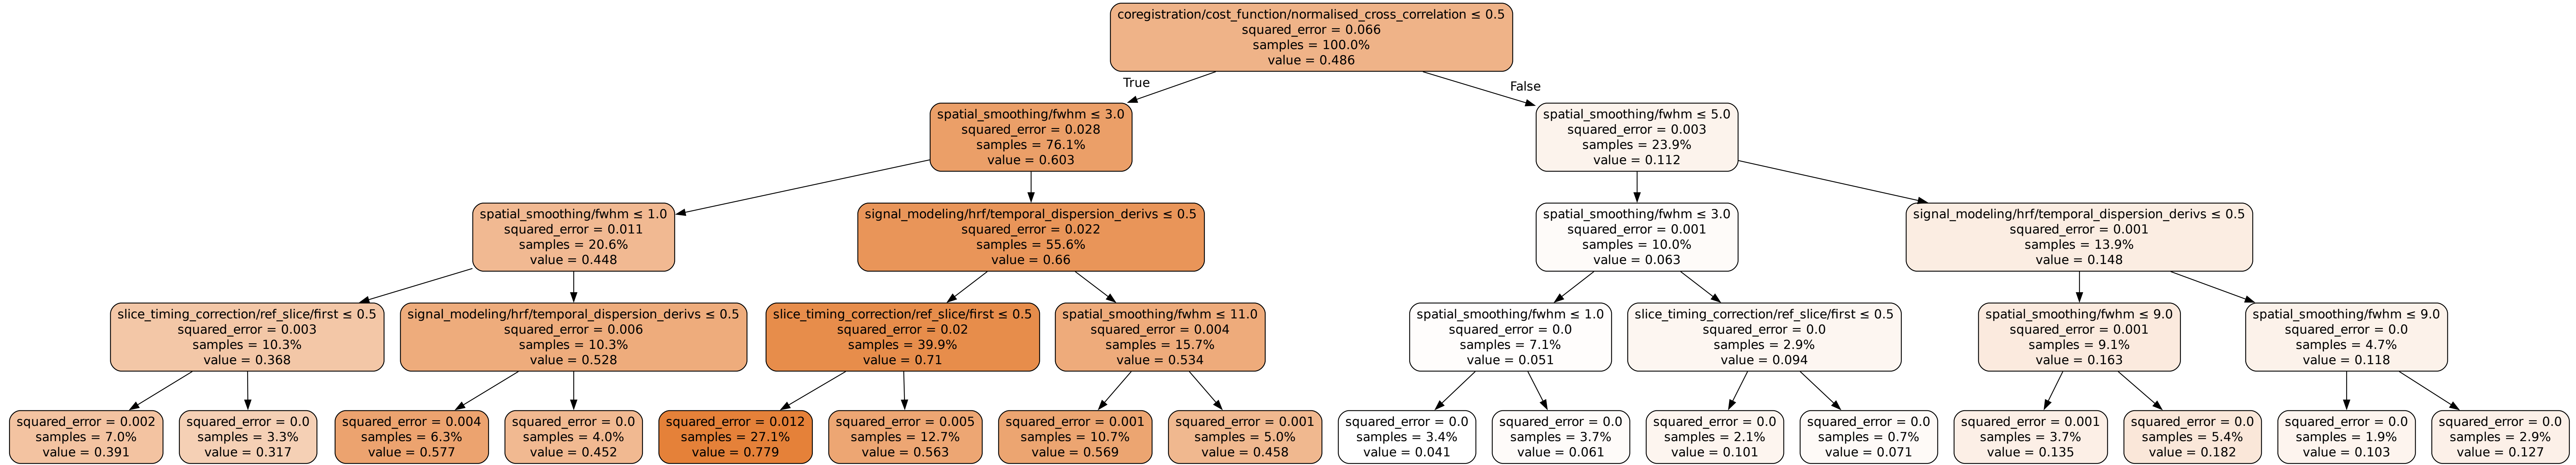 coregistration/cost_function/normalised_cross_correlation ≤ 0.5
squared_error = 0.066
samples = 100.0%
value = 0.486
True
False
spatial_smoothing/fwhm ≤ 3.0
squared_error = 0.028
samples = 76.1%
value = 0.603
spatial_smoothing/fwhm ≤ 5.0
squared_error = 0.003
samples = 23.9%
value = 0.112
spatial_smoothing/fwhm ≤ 1.0
squared_error = 0.011
samples = 20.6%
value = 0.448
signal_modeling/hrf/temporal_dispersion_derivs ≤ 0.5
squared_error = 0.022
samples = 55.6%
value = 0.66
spatial_smoothing/fwhm ≤ 3.0
squared_error = 0.001
samples = 10.0%
value = 0.063
signal_modeling/hrf/temporal_dispersion_derivs ≤ 0.5
squared_error = 0.001
samples = 13.9%
value = 0.148
slice_timing_correction/ref_slice/first ≤ 0.5
squared_error = 0.003
samples = 10.3%
value = 0.368
signal_modeling/hrf/temporal_dispersion_derivs ≤ 0.5
squared_error = 0.006
samples = 10.3%
value = 0.528
slice_timing_correction/ref_slice/first ≤ 0.5
squared_error = 0.02
samples = 39.9%
value = 0.71
spatial_smoothing/fwhm ≤ 11.0
squared_error = 0.004
samples = 15.7%
value = 0.534
spatial_smoothing/fwhm ≤ 1.0
squared_error = 0.0
samples = 7.1%
value = 0.051
slice_timing_correction/ref_slice/first ≤ 0.5
squared_error = 0.0
samples = 2.9%
value = 0.094
spatial_smoothing/fwhm ≤ 9.0
squared_error = 0.001
samples = 9.1%
value = 0.163
spatial_smoothing/fwhm ≤ 9.0
squared_error = 0.0
samples = 4.7%
value = 0.118
squared_error = 0.002
samples = 7.0%
value = 0.391
squared_error = 0.0
samples = 3.3%
value = 0.317
squared_error = 0.004
samples = 6.3%
value = 0.577
squared_error = 0.0
samples = 4.0%
value = 0.452
squared_error = 0.012
samples = 27.1%
value = 0.779
squared_error = 0.005
samples = 12.7%
value = 0.563
squared_error = 0.001
samples = 10.7%
value = 0.569
squared_error = 0.001
samples = 5.0%
value = 0.458
squared_error = 0.0
samples = 3.4%
value = 0.041
squared_error = 0.0
samples = 3.7%
value = 0.061
squared_error = 0.0
samples = 2.1%
value = 0.101
squared_error = 0.0
samples = 0.7%
value = 0.071
squared_error = 0.001
samples = 3.7%
value = 0.135
squared_error = 0.0
samples = 5.4%
value = 0.182
squared_error = 0.0
samples = 1.9%
value = 0.103
squared_error = 0.0
samples = 2.9%
value = 0.127